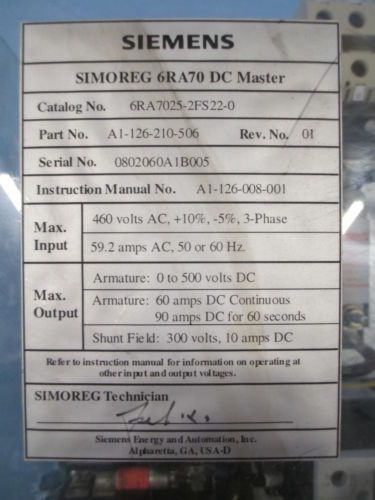 SIEMENS
SIMOREG 6RA70 DC Master
Catalog No. 6RA7025-2FS22-0
Part No. A1-126-210-506 Rev. No. 01
Serial No. 0802060A1B005
Instruction Manual No. A1-126-008-001
Max. Input
460 volts AC, +10%, -5%, 3-Phase
59.2 amps AC, 50 or 60 Hz.
Max. Output
Armature: 0 to 500 volts DC
Armature: 60 amps DC Continuous
90 amps DC for 60 seconds
Shunt Field: 300 volts, 10 amps DC
Refer to instruction manual for information on operating at
other input and output voltages.
SIMOREG Technician
Siemens Energy and Automation, Inc.
Alpharetta, GA, USA-D